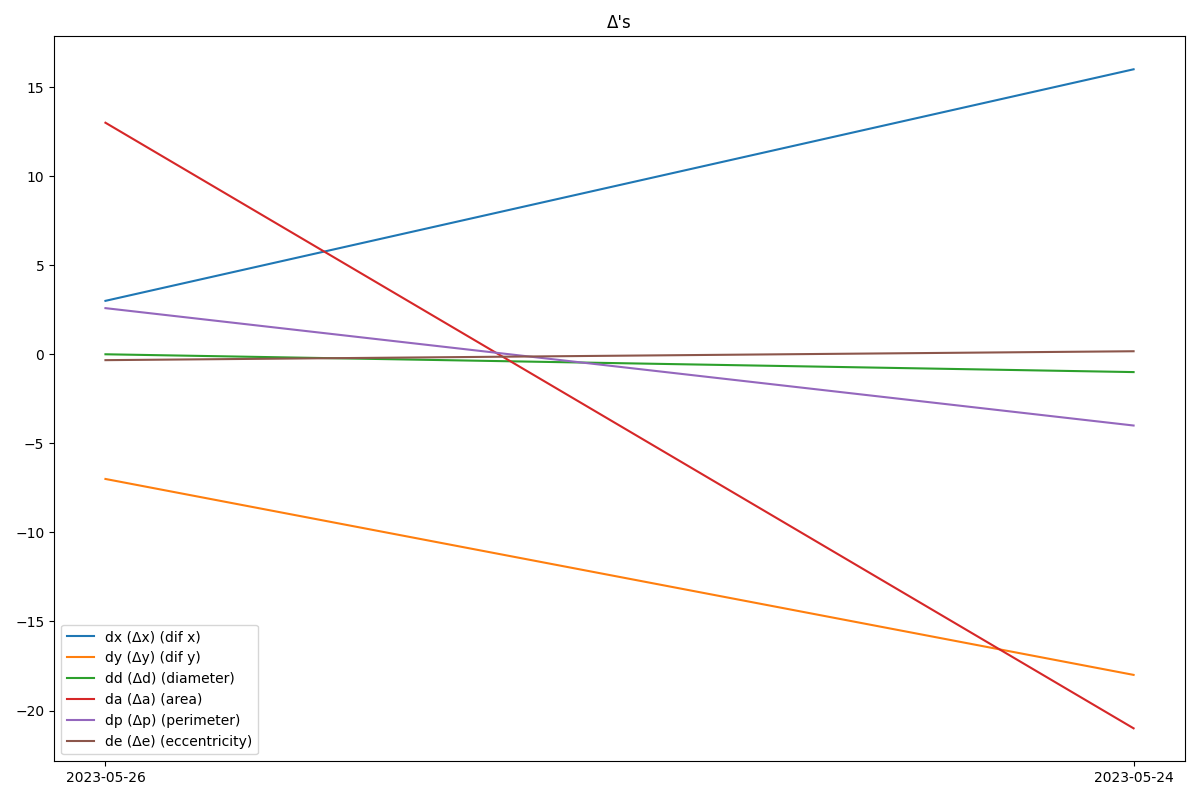 Δ's
15
10
5
0
−5
−10
−15
−20
dx (Δx) (dif x)
dy (Δy) (dif y)
dd (Δd) (diameter)
da (Δa) (area)
dp (Δp) (perimeter)
de (Δe) (eccentricity)
2023-05-26
2023-05-24